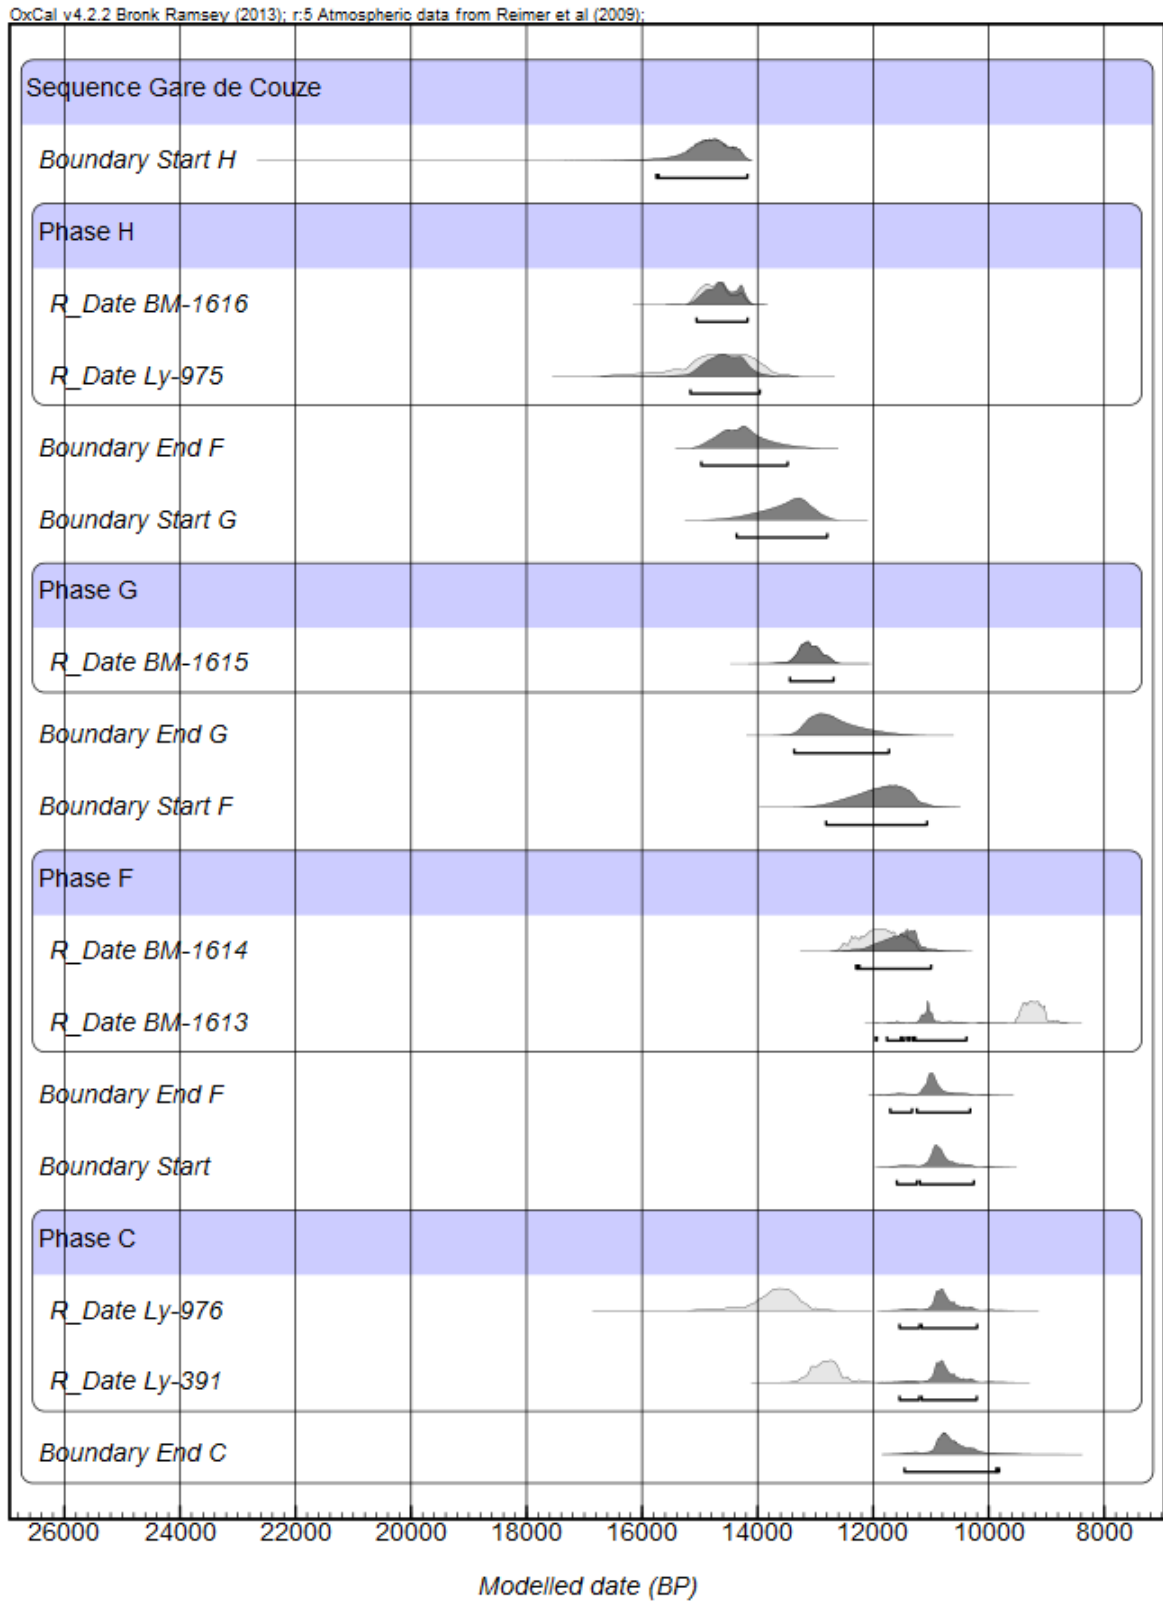 OxCal v4.2.2 Bronk Ramsey (2013); r:5 Atmospheric data from Reimer et al (2009);
Sequence Gare de Couze
Boundary Start H
Phase H
R_Date BM-1616
R_Date Ly-975
Boundary End F
Boundary Start G
Phase G
R_Date BM-1615
Boundary End G
Boundary Start F
Phase F
R_Date BM-1614
R_Date BM-1613
Boundary End F
Boundary Start
Phase C
R_Date Ly-976
R_Date Ly-391
Boundary End C
26000 24000 22000 20000 18000 16000 14000 12000 10000 8000
Modelled date (BP)